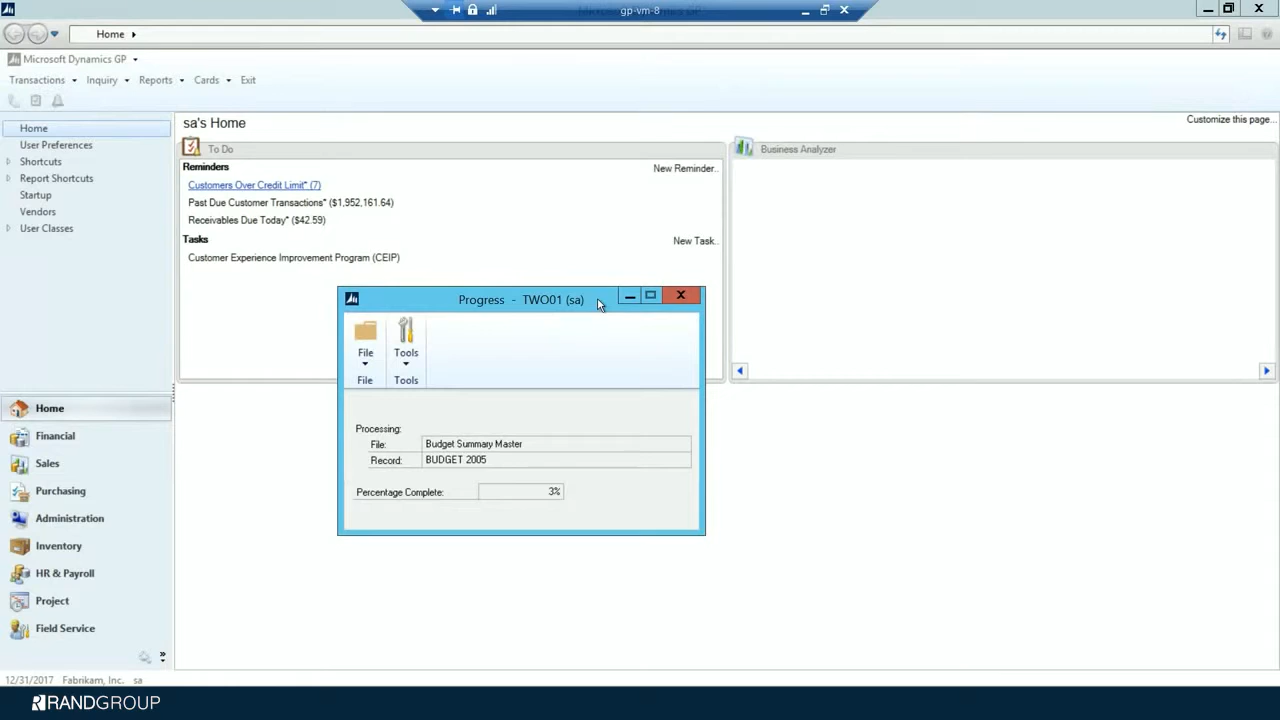 gp-vm-8
Home
Microsoft Dynamics GP
Transactions Inquiry Reports Cards Exit
Home
User Preferences
Shortcuts
Report Shortcuts
Startup
Vendors
User Classes
Home
Financial
Sales
Purchasing
Administration
Inventory
HR & Payroll
Project
Field Service
sa's Home
Customize this page...
To Do
Reminders
New Reminder..
Customers Over Credit Limit* (7)
Past Due Customer Transactions* ($1,952,161.64)
Receivables Due Today* ($42.59)
Tasks
New Task..
Customer Experience Improvement Program (CEIP)
Business Analyzer
Progress - TWO01 (sa)
File Tools
File Tools
Processing:
File: Budget Summary Master
Record: BUDGET 2005
Percentage Complete: 3%
12/31/2017 Fabrikam, Inc. sa
RANDGROUP